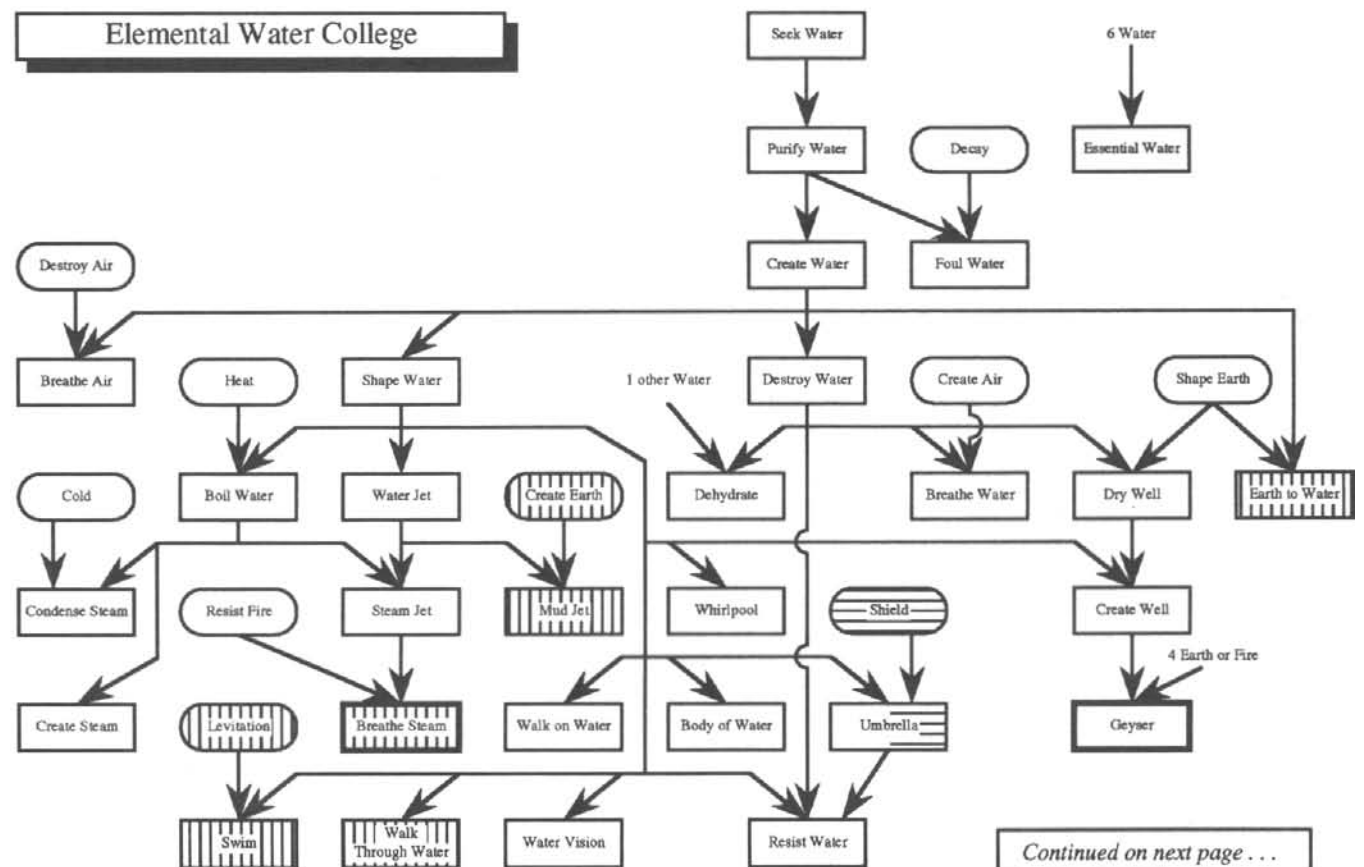 Elemental Water College
Seek Water
6 Water
Purify Water
Decay
Essential Water
Destroy Air
Create Water
Foul Water
Breathe Air
Heat
Shape Water
1 other Water
Destroy Water
Create Air
Shape Earth
Cold
Boil Water
Water Jet
Create Earth
Dehydrate
Breathe Water
Dry Well
Earth to Water
Condense Steam
Resist Fire
Steam Jet
Mud Jet
Whirlpool
Shield
Create Well
4 Earth or Fire
Create Steam
Levitation
Breathe Steam
Walk on Water
Body of Water
Umbrella
Geyser
Swim
Walk
Through Water
Water Vision
Resist Water
Continued on next page . . .